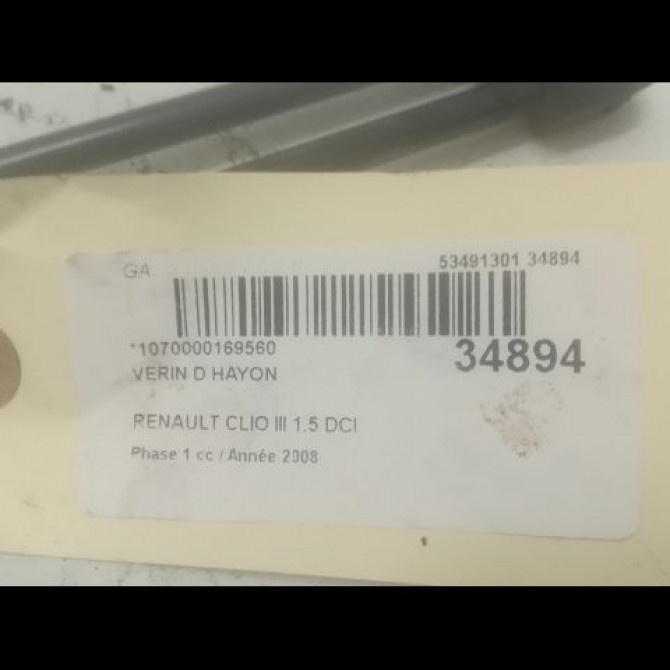 GA 53491301 34894
*1070000169560 34894
VERIN D HAYON
RENAULT CLIO III 1.5 DCI
Phase 1 cc / Année 2008